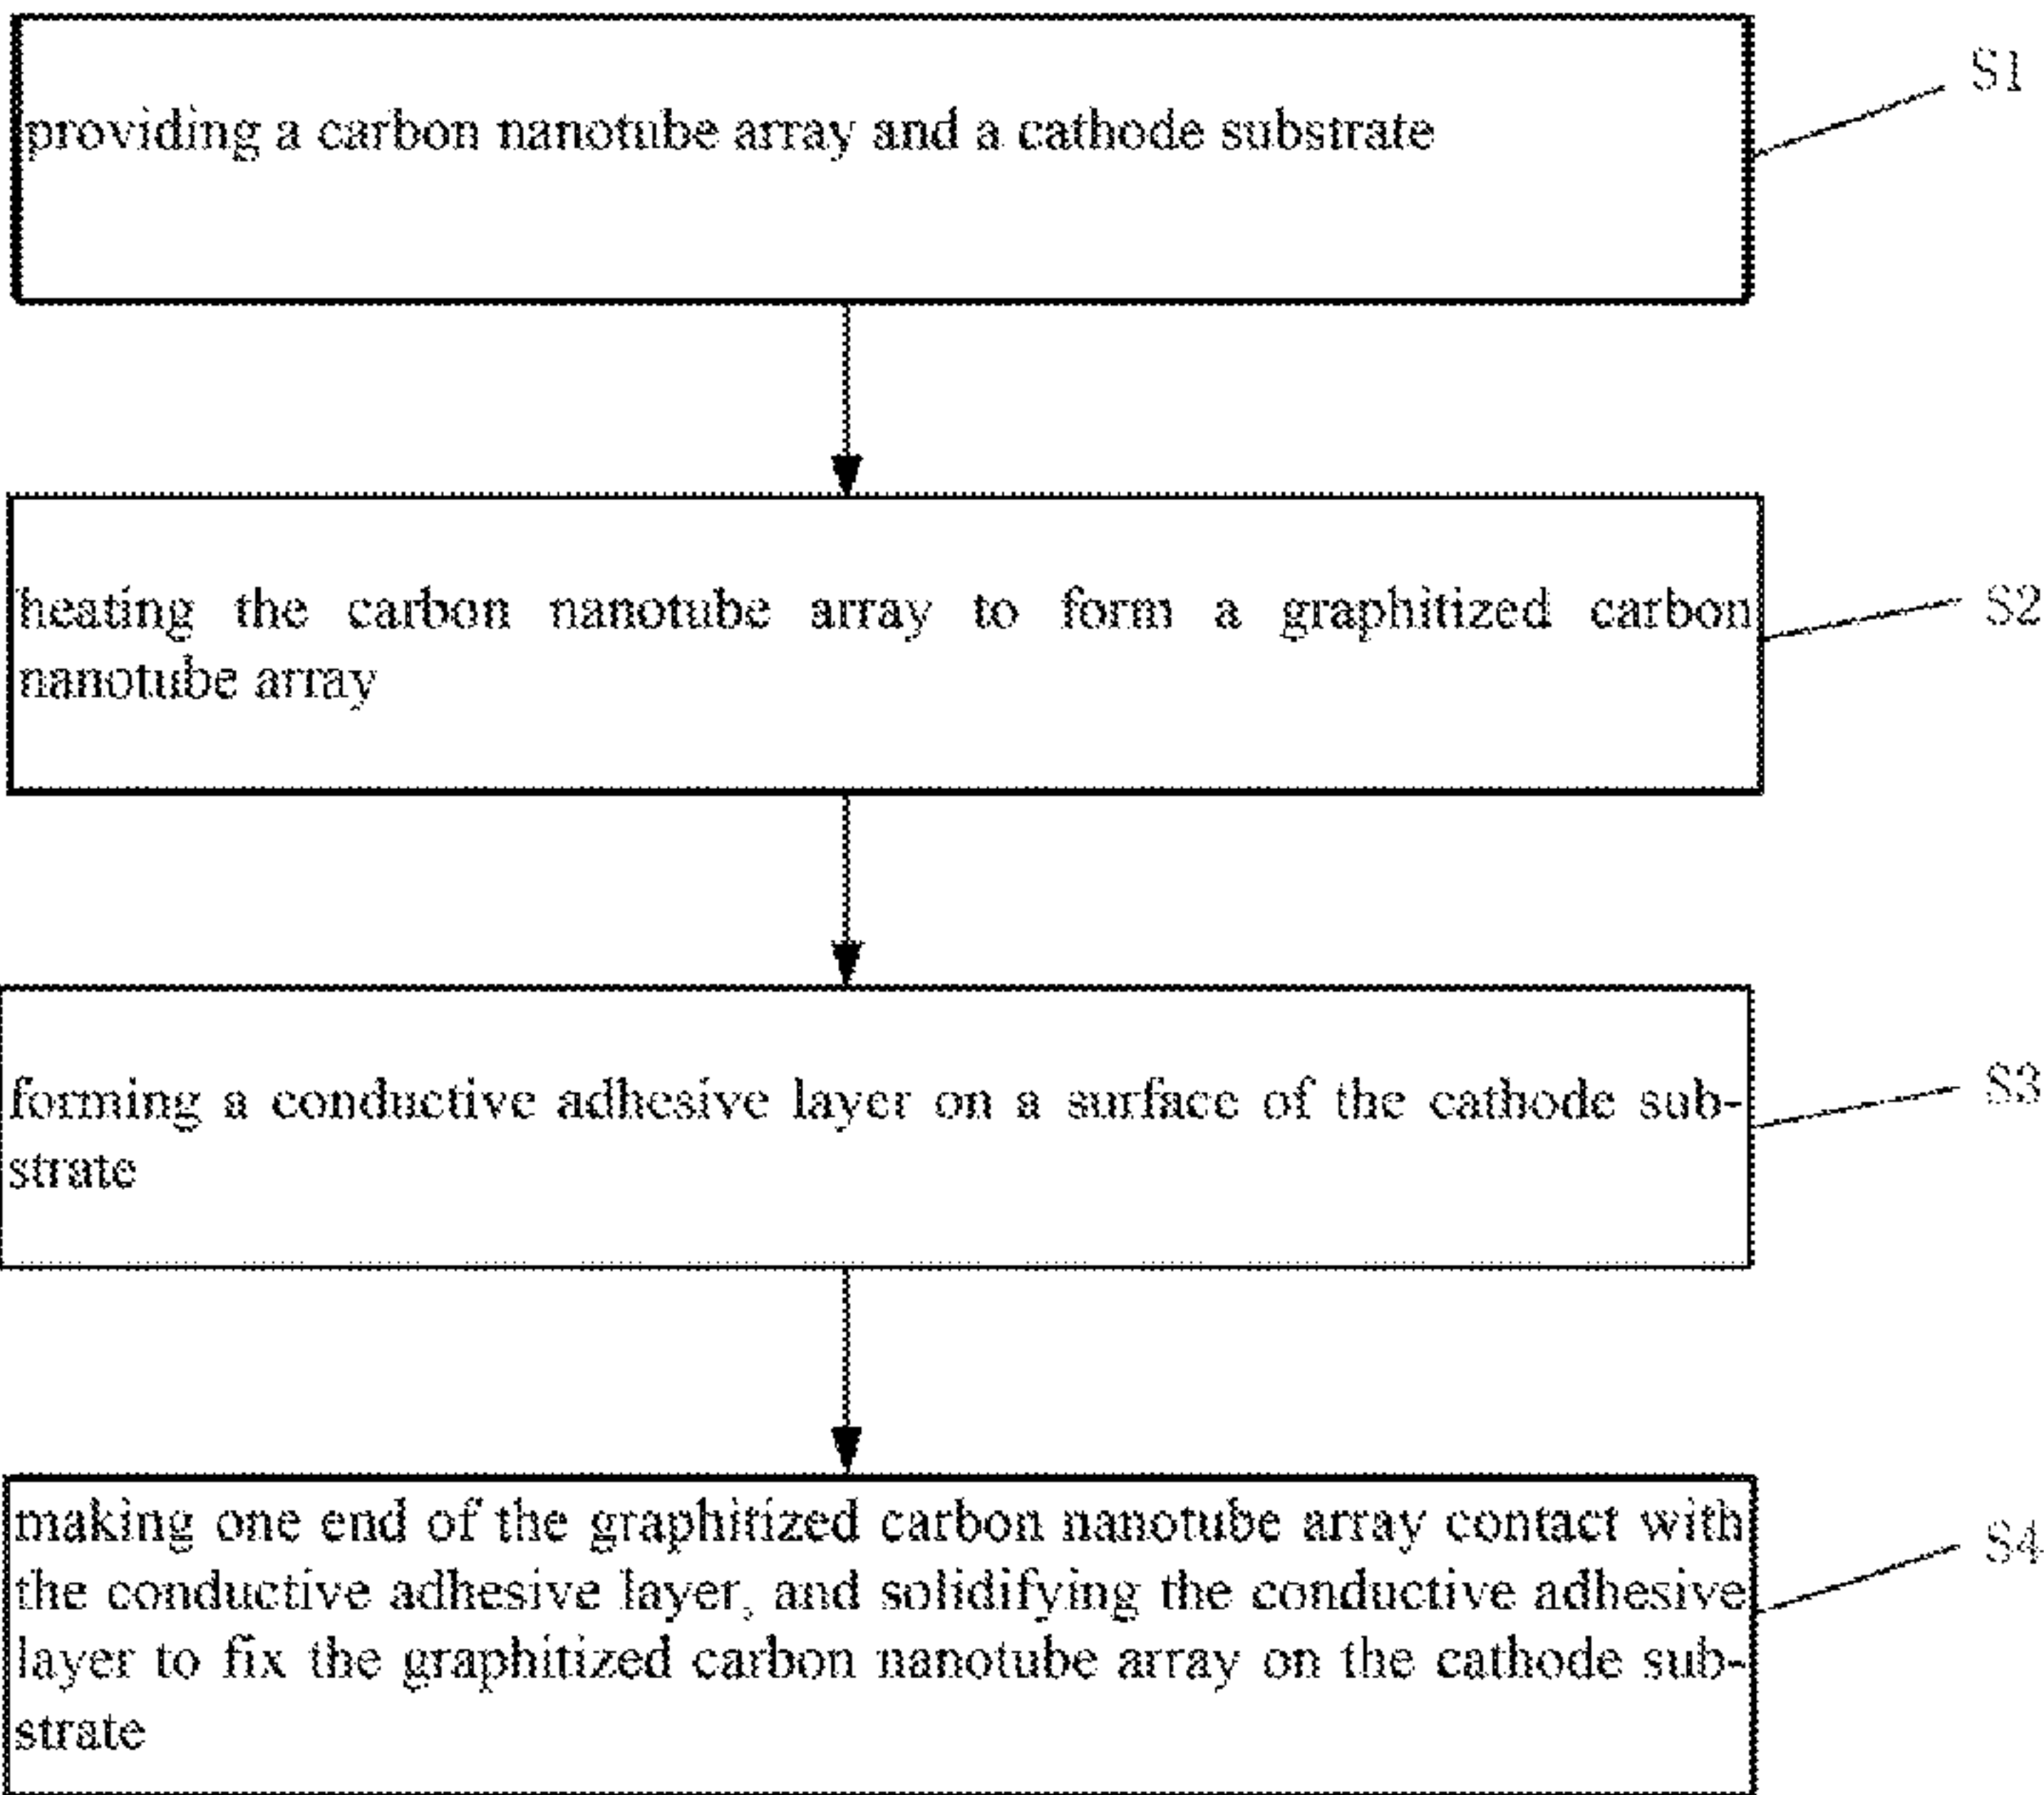 providing a carbon nanotube array and a cathode substrate
S1
heating the carbon nanotube array to form a graphitized carbon
nanotube array
S2
forming a conductive adhesive layer on a surface of the cathode sub-
strate
S3
making one end of the graphitized carbon nanotube array contact with
the conductive adhesive layer, and solidifying the conductive adhesive
layer to fix the graphitized carbon nanotube array on the cathode sub-
strate
S4